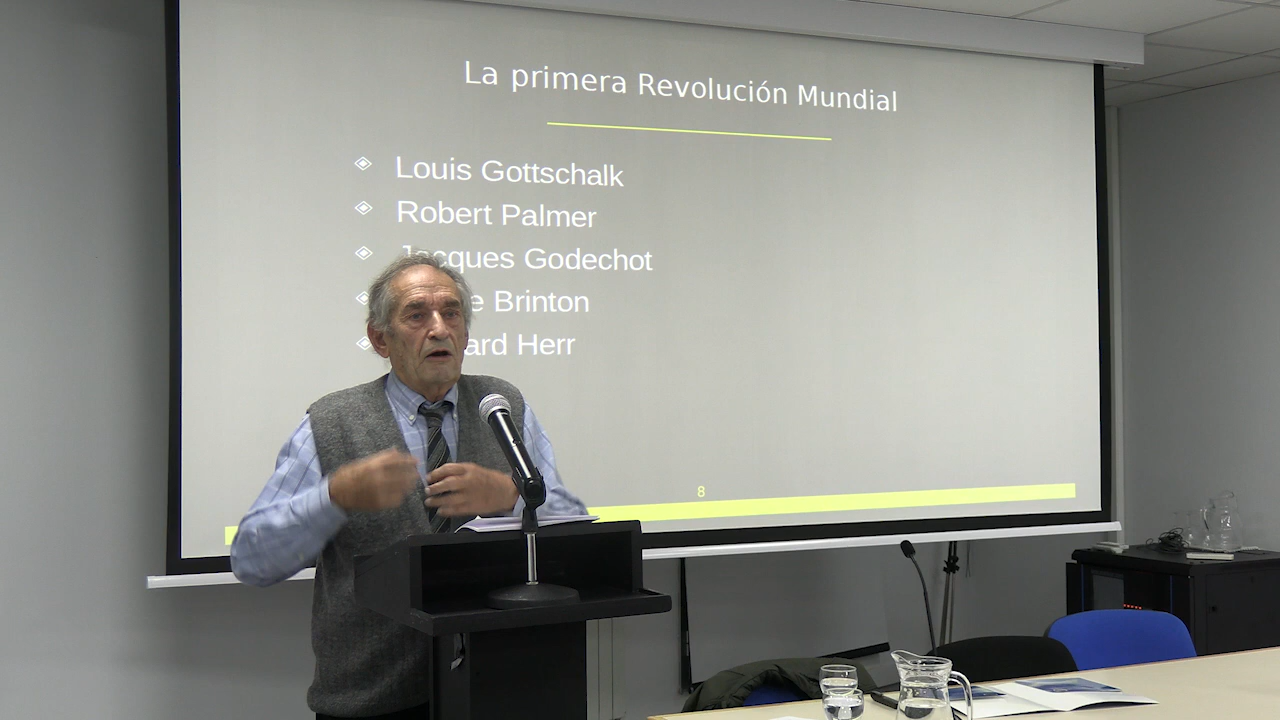 La primera Revolución Mundial
Louis Gottschalk
Robert Palmer
Jacques Godechot
Brinton
Herr
8